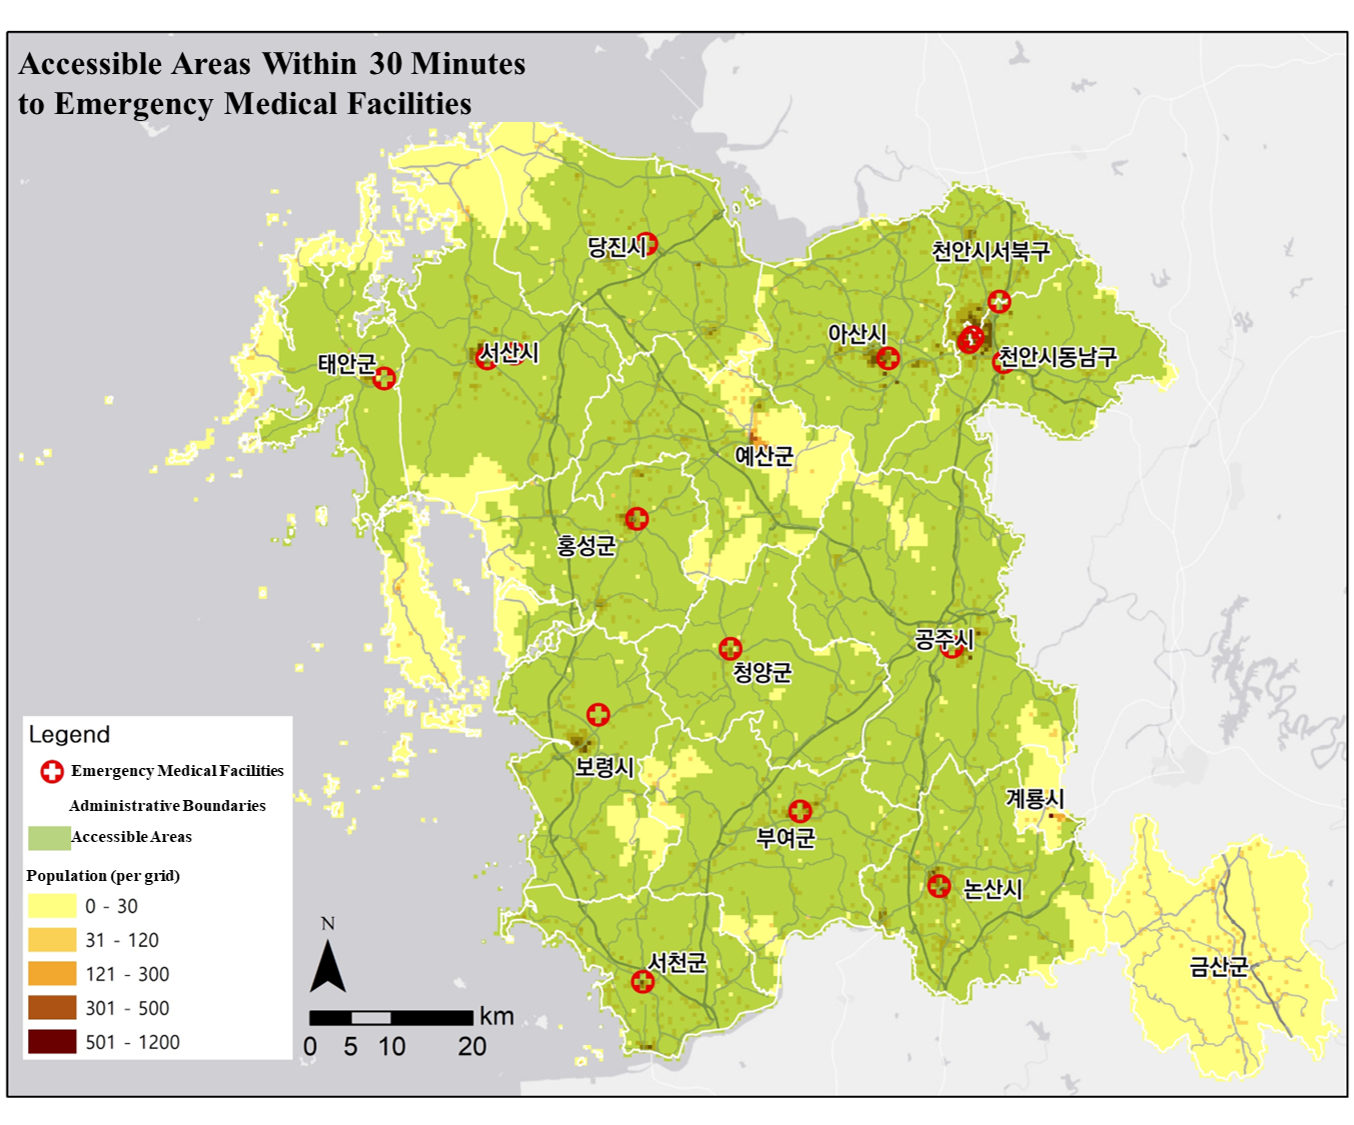 Accessible Areas Within 30 Minutes
to Emergency Medical Facilities
당진시
천안시서북구
아산시
서산시
천안시동남구
태안군
예산군
홍성군
공주시
청양군
보령시
계룡시
부여군
논산시
서천군
금산군
Legend
Emergency Medical Facilities
Administrative Boundaries
Accessible Areas
Population (per grid)
0 - 30
31 - 120
121 - 300
301 - 500
501 - 1200
N
km
0 5 10 20